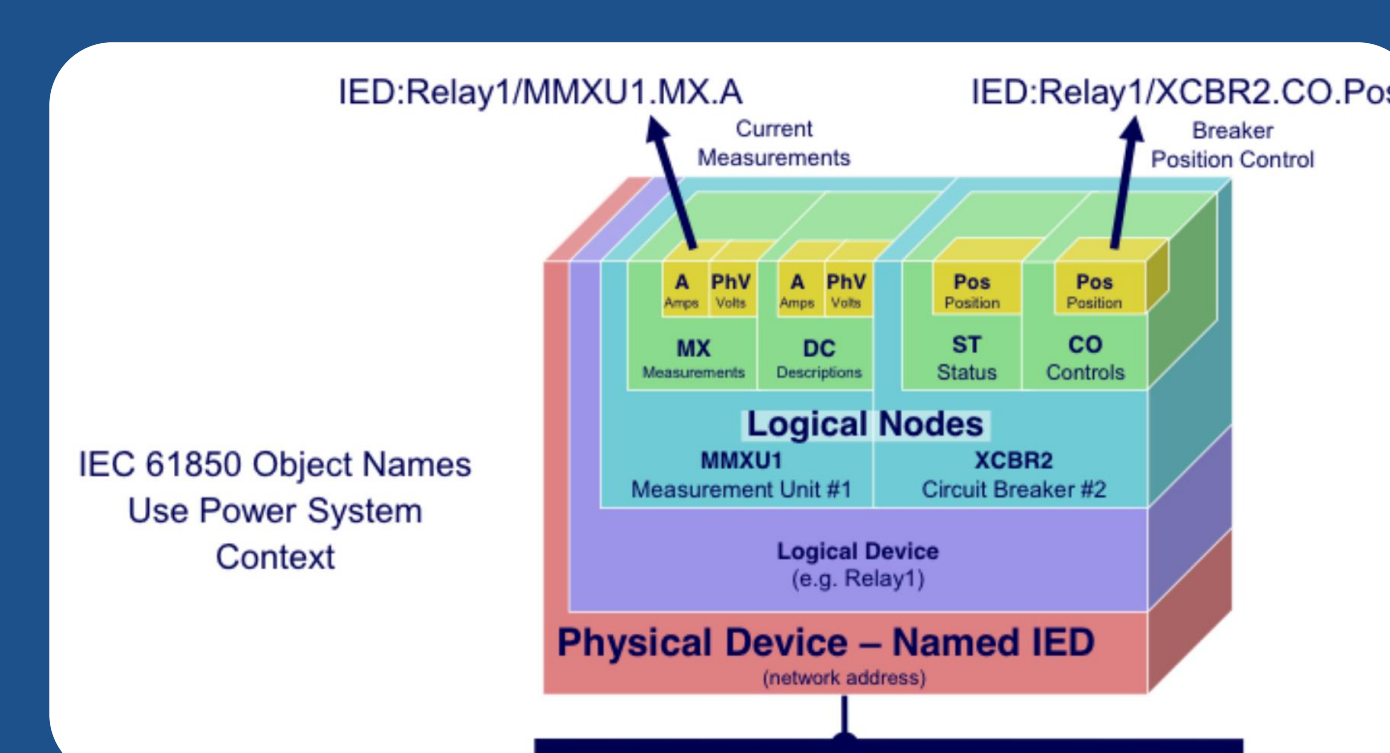 IED:Relay1/MMXU1.MX.A
IED:Relay1/XCBR2.CO.Pos
Current
Measurements
Breaker
Position Control
A
Amps
PhV
Volts
A
Amps
PhV
Volts
Pos
Position
Pos
Position
MX
Measurements
DC
Descriptions
ST
Status
CO
Controls
Logical Nodes
MMXU1
Measurement Unit #1
XCBR2
Circuit Breaker #2
IEC 61850 Object Names
Use Power System
Context
Logical Device
(e.g. Relay1)
Physical Device – Named IED
(network address)